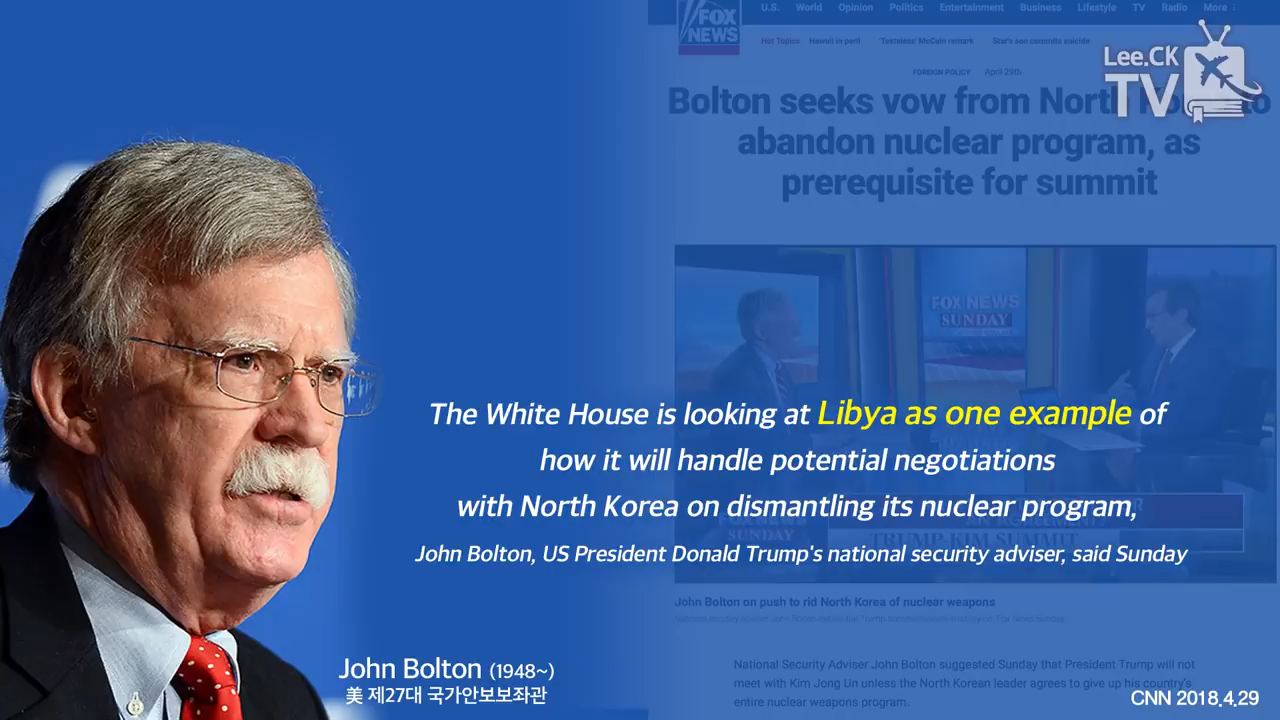 FOX
NEWS
U.S. World Opinion Politics Entertainment Business Lifestyle TV Radio More
Hot Topics Hawaii in peril 'Tasteless' McCain remark Star's son commits suicide
FOREIGN POLICY April 29th
Lee.CK
TV
Bolton seeks vow from North to
abandon nuclear program, as
prerequisite for summit
FOX NEWS
SUNDAY
The White House is looking at Libya as one example of
how it will handle potential negotiations
with North Korea on dismantling its nuclear program,
John Bolton, US President Donald Trump's national security adviser, said Sunday
FOX NEWS
SUNDAY
TRUMP-KIM SUMMIT
John Bolton on push to rid North Korea of nuclear weapons
National Security Adviser John Bolton suggested Sunday that President Trump will not
meet with Kim Jong Un unless the North Korean leader agrees to give up his country's
entire nuclear weapons program.
John Bolton (1948~)
美 제27대 국가안보보좌관
CNN 2018.4.29